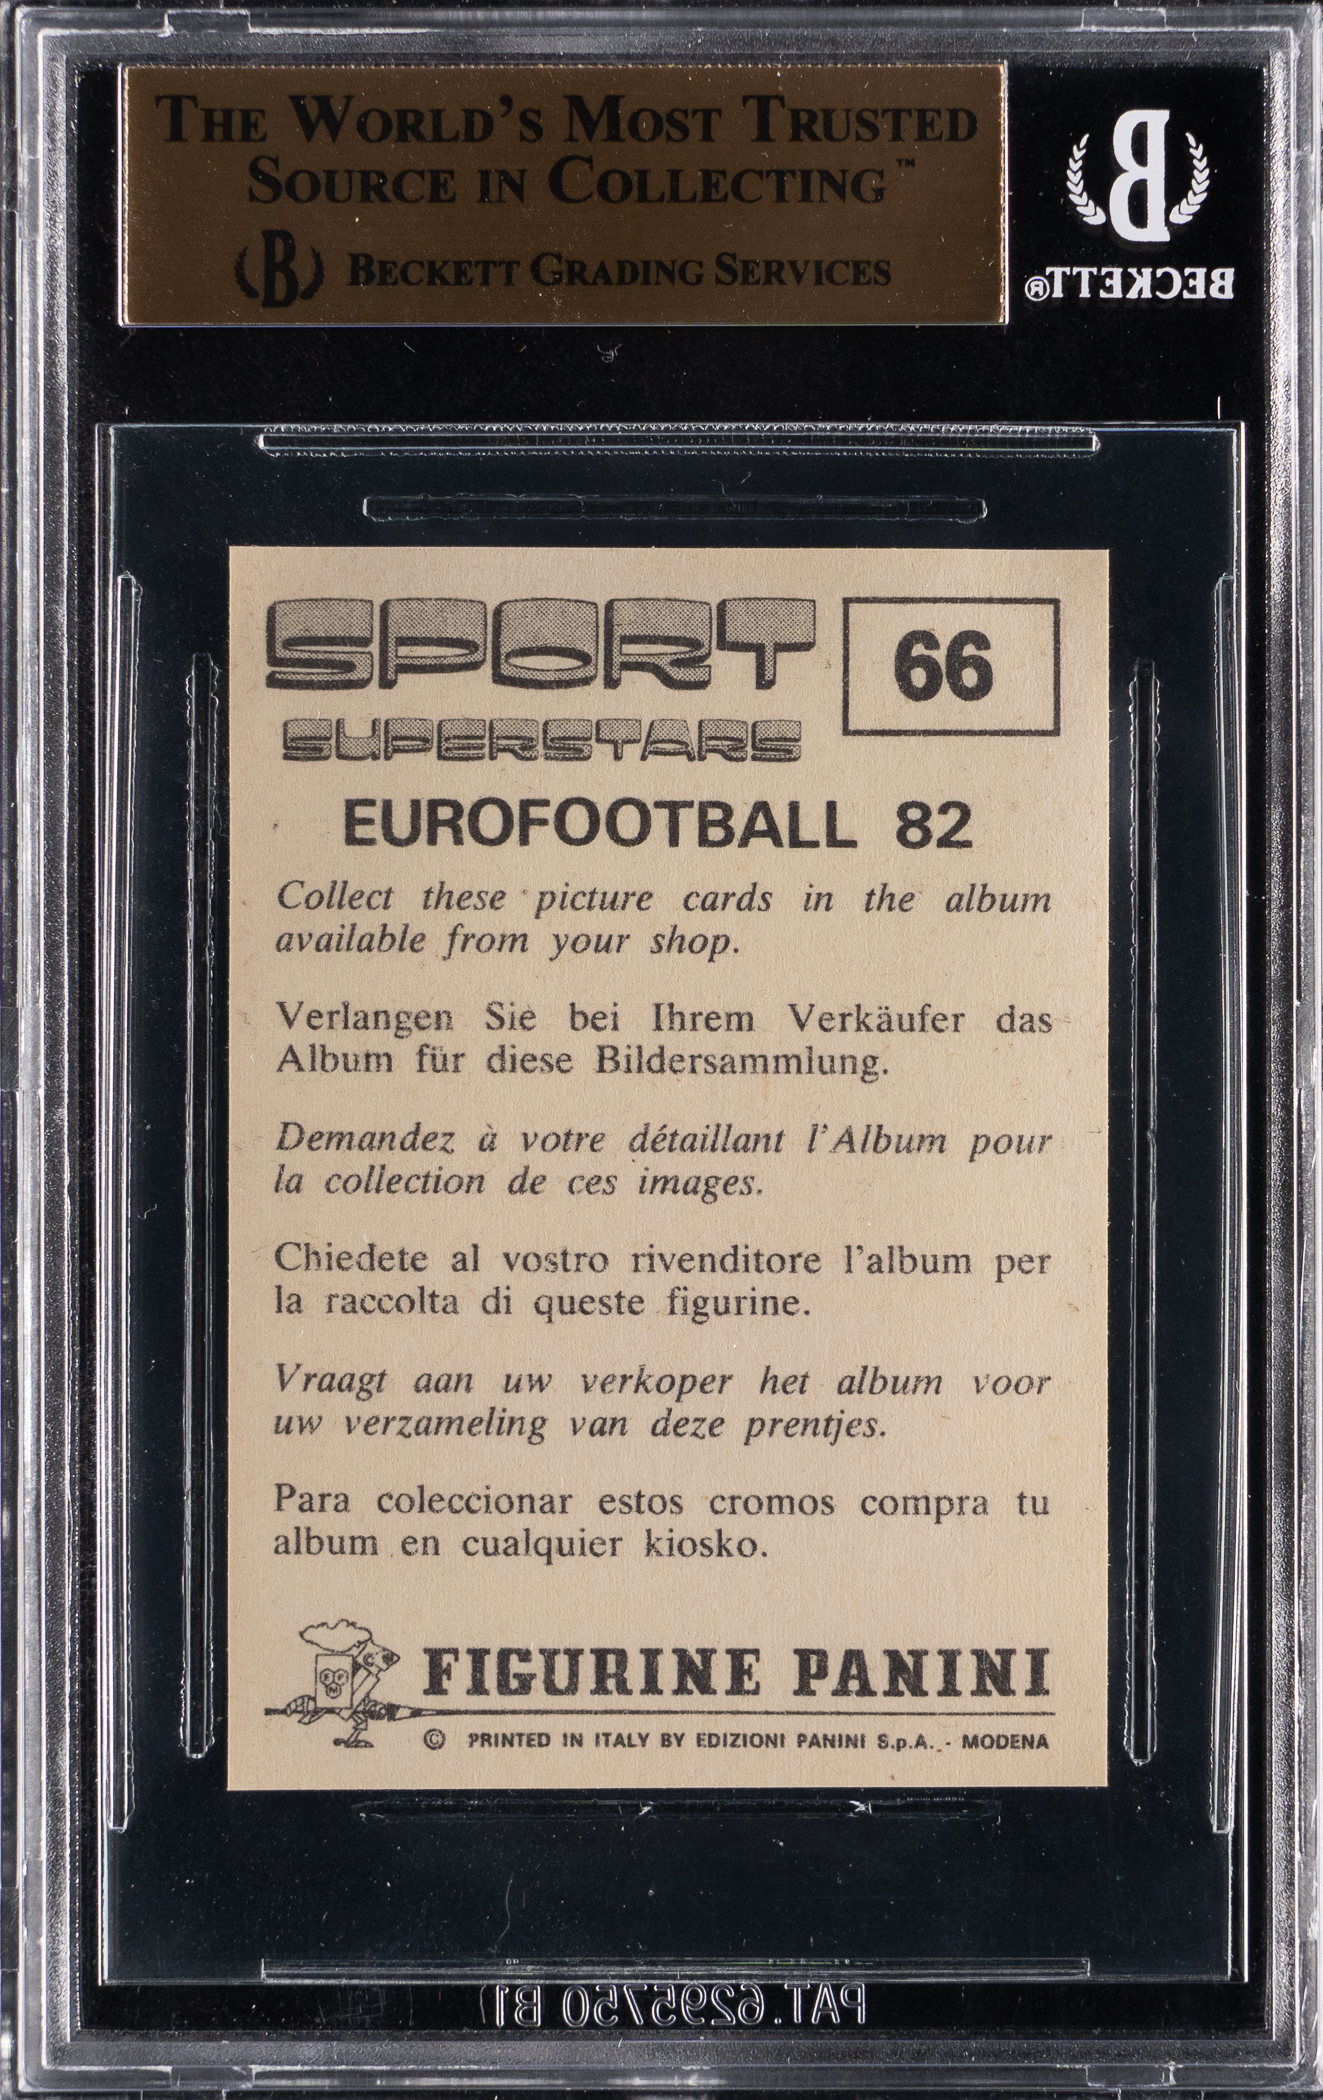 THE WORLD'S MOST TRUSTED
SOURCE IN COLLECTING™
B BECKETT GRADING SERVICES
B
BECKETT®
SPORT
SUPERSTARS
66
EUROFOOTBALL 82
Collect these picture cards in the album
available from your shop.
Verlangen Sie bei Ihrem Verkäufer das
Album für diese Bildersammlung.
Demandez à votre détaillant l'Album pour
la collection de ces images.
Chiedete al vostro rivenditore l'album per
la raccolta di queste figurine.
Vraagt aan uw verkoper het album voor
uw verzameling van deze prentjes.
Para coleccionar estos cromos compra tu
album en cualquier kiosko.
FIGURINE PANINI
© PRINTED IN ITALY BY EDIZIONI PANINI S.p.A. - MODENA
PAT.6295750 B1